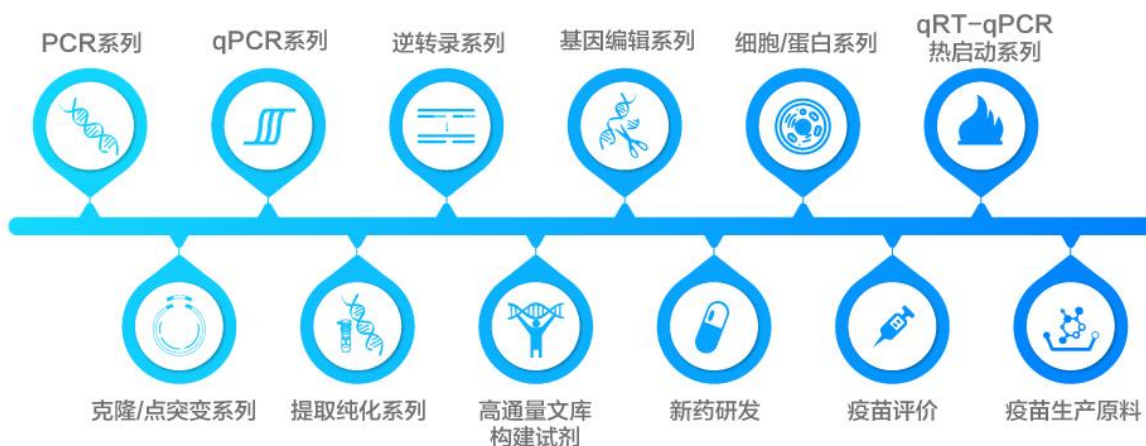 PCR系列
qPCR系列
逆转录系列
基因编辑系列
细胞/蛋白系列
qRT-qPCR
热启动系列
克隆/点突变系列
提取纯化系列
高通量文库
构建试剂
新药研发
疫苗评价
疫苗生产原料